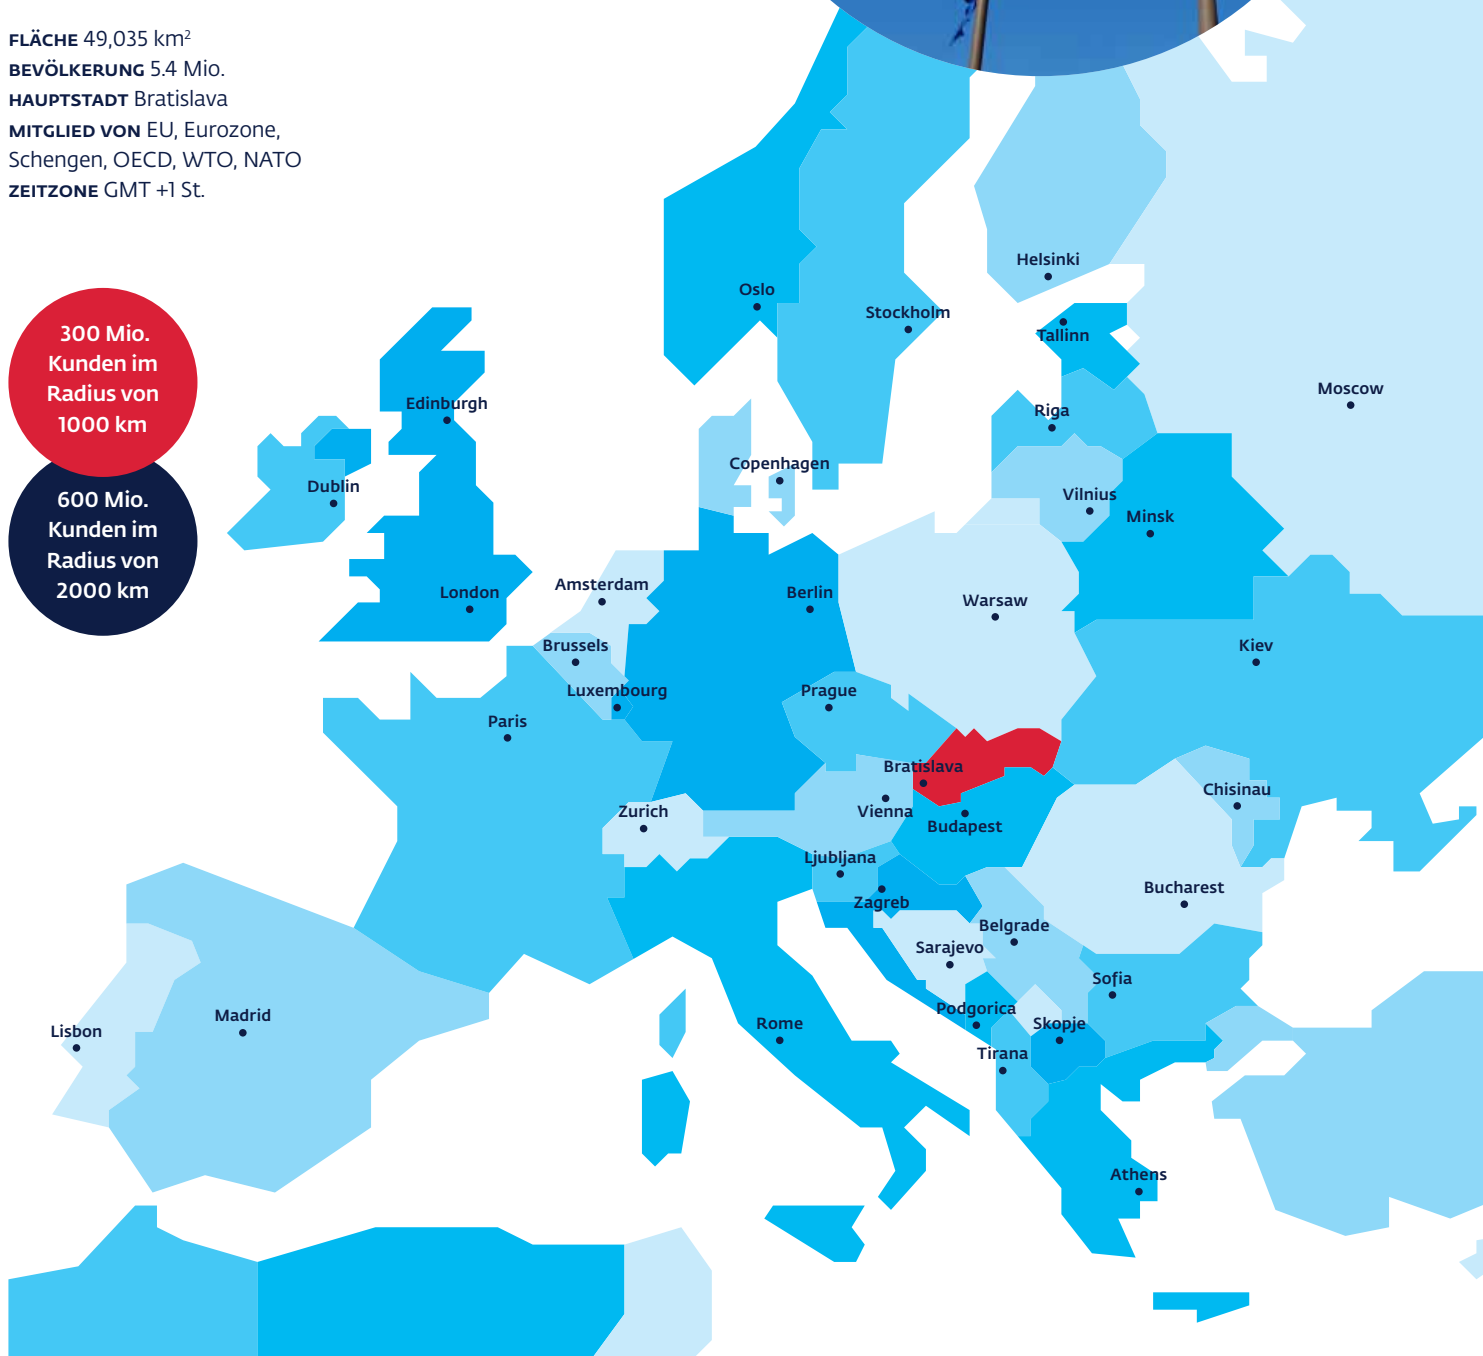 FLÄCHE 49,035 km²
BEVÖLKERUNG 5.4 Mio.
HAUPTSTADT Bratislava
MITGLIED VON EU, Eurozone,
Schengen, OECD, WTO, NATO
ZEITZONE GMT +1 St.
300 Mio.
Kunden im
Radius von
1000 km
600 Mio.
Kunden im
Radius von
2000 km
Helsinki
Oslo
Stockholm
Tallinn
Moscow
Edinburgh
Riga
Copenhagen
Dublin
Vilnius
Minsk
Amsterdam
London
Berlin
Warsaw
Brussels
Kiev
Luxembourg
Prague
Paris
Bratislava
Chisinau
Zurich
Vienna
Budapest
Ljubljana
Bucharest
Zagreb
Belgrade
Sarajevo
Sofia
Podgorica
Madrid
Rome
Skopje
Lisbon
Tirana
Athens